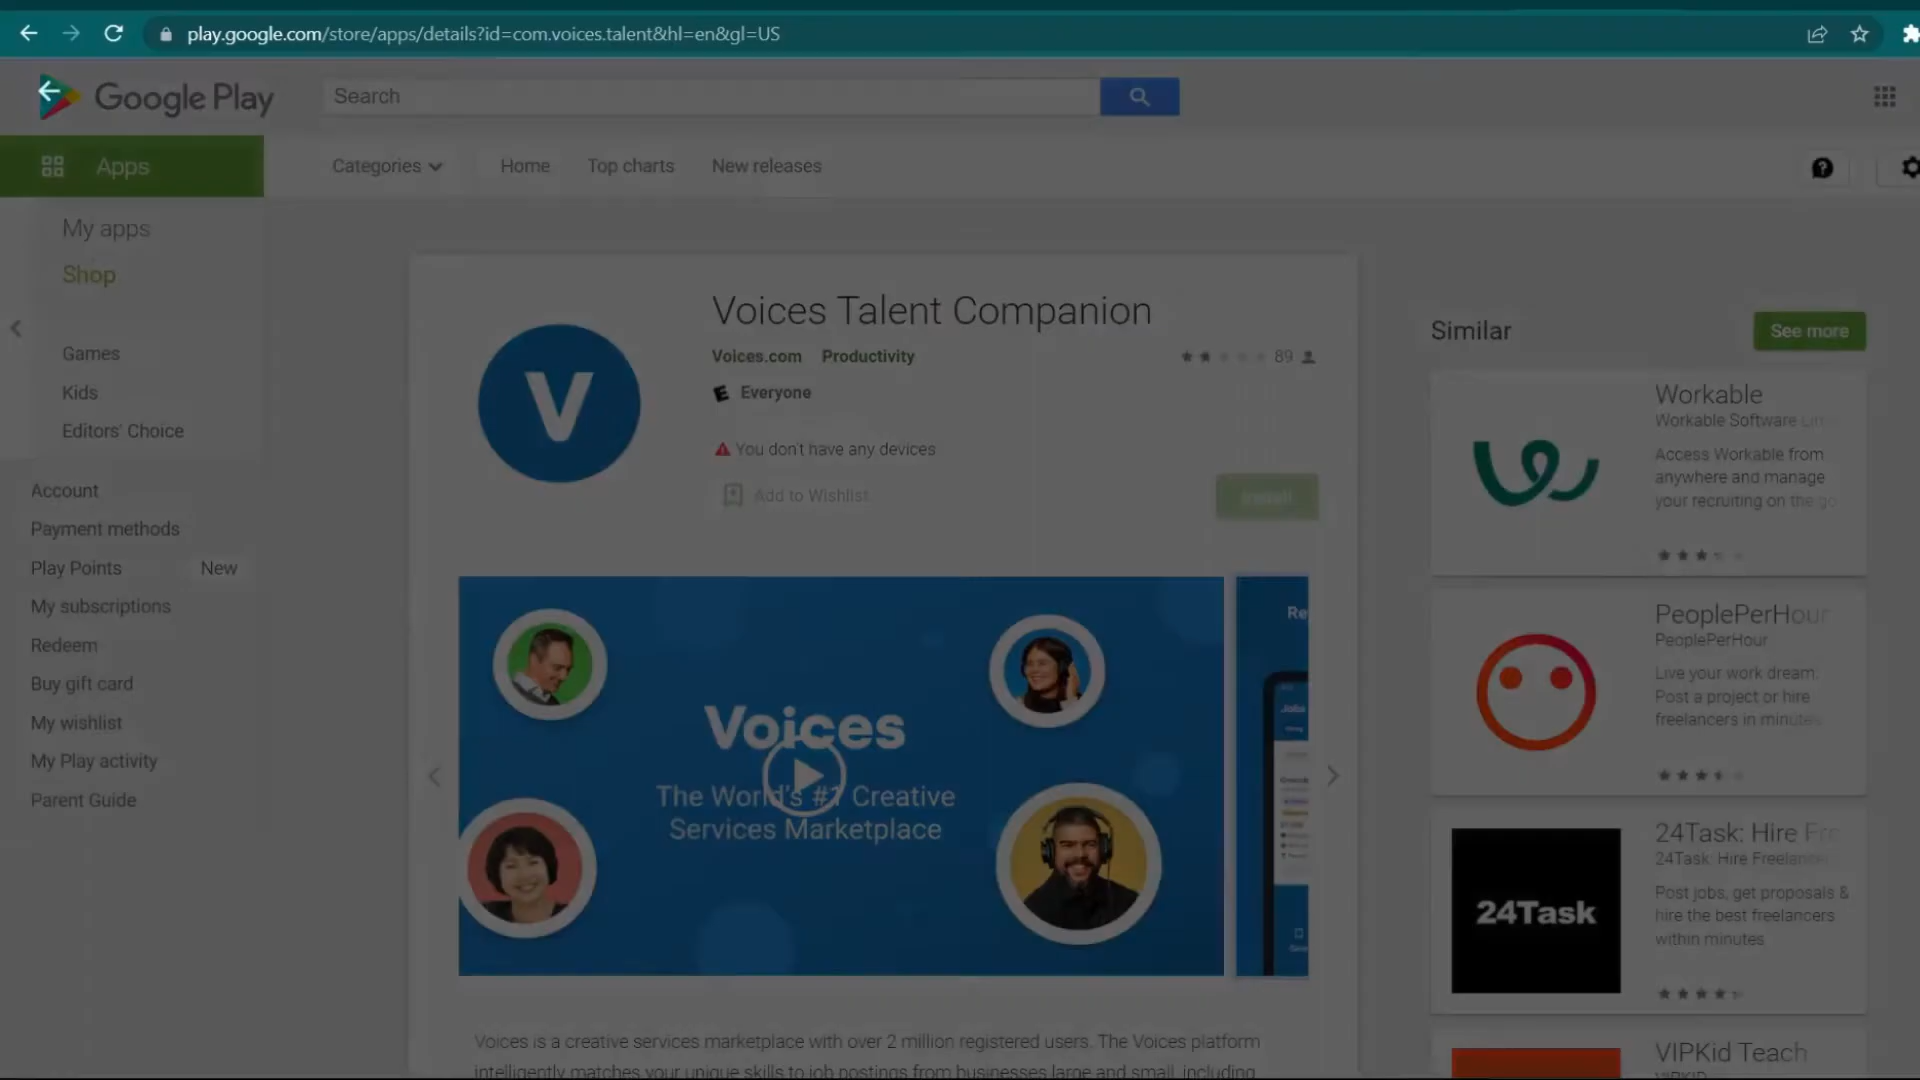 play.google.com/store/apps/details?id=com.voices.talent&hl=en&gl=US
Google Play
Search
Apps
Categories
Home
Top charts
New releases
My apps
Shop
Games
Kids
Editors' Choice
Account
Payment methods
Play Points New
My subscriptions
Redeem
Buy gift card
My wishlist
My Play activity
Parent Guide
V
Voices Talent Companion
Voices.com Productivity
89
E Everyone
You don't have any devices
Add to Wishlist
Install
Voices
The World's #1 Creative
Services Marketplace
Jobs
Voices is a creative services marketplace with over 2 million registered users. The Voices platform
intelligently matches your unique skills to job postings from businesses large and small, including
Similar
See more
Workable
Workable Software
Access Workable from
anywhere and manage
your recruiting on the go
PeoplePerHour
PeoplePerHour
Live your work dream.
Post a project or hire
freelancers in minutes
24Task
24Task: Hire Fre
24Task: Hire Freelance
Post jobs, get proposals &
hire the best freelancers
within minutes
VIPKid Teach